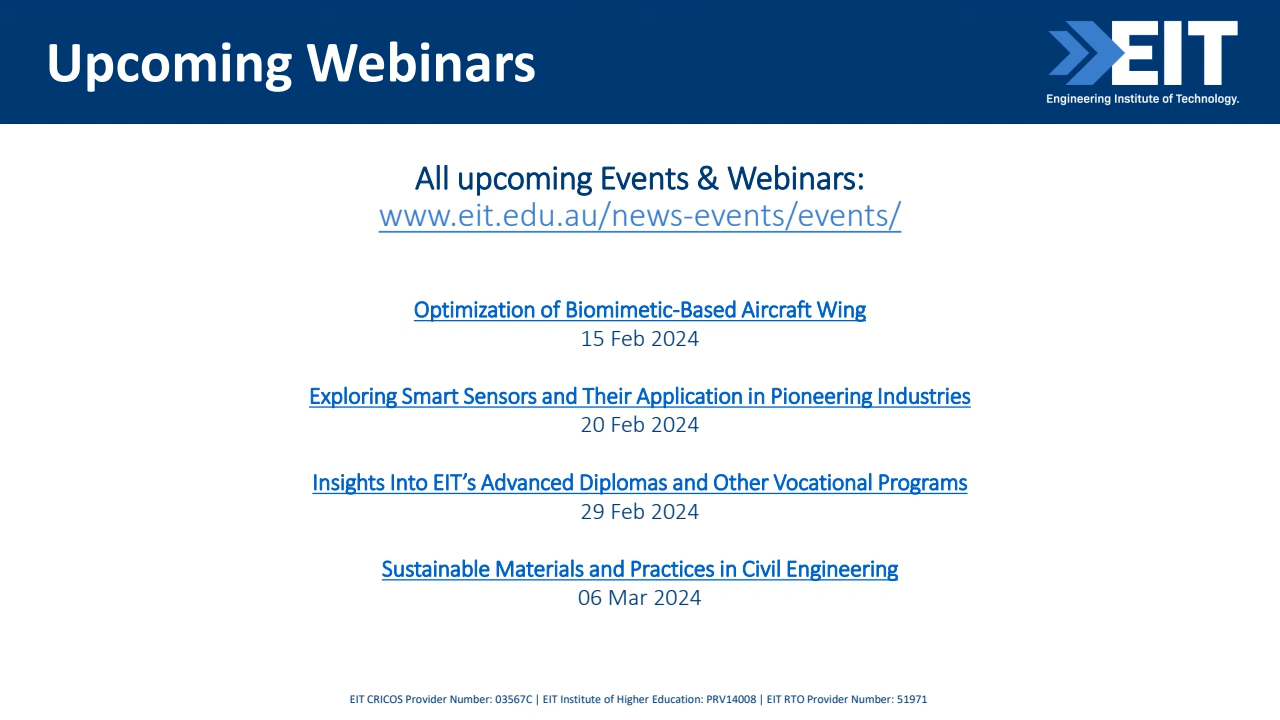 Upcoming Webinars
EIT
Engineering Institute of Technology.
All upcoming Events & Webinars:
www.eit.edu.au/news-events/events/
Optimization of Biomimetic-Based Aircraft Wing
15 Feb 2024
Exploring Smart Sensors and Their Application in Pioneering Industries
20 Feb 2024
Insights Into EIT’s Advanced Diplomas and Other Vocational Programs
29 Feb 2024
Sustainable Materials and Practices in Civil Engineering
06 Mar 2024
EIT CRICOS Provider Number: 03567C | EIT Institute of Higher Education: PRV14008 | EIT RTO Provider Number: 51971